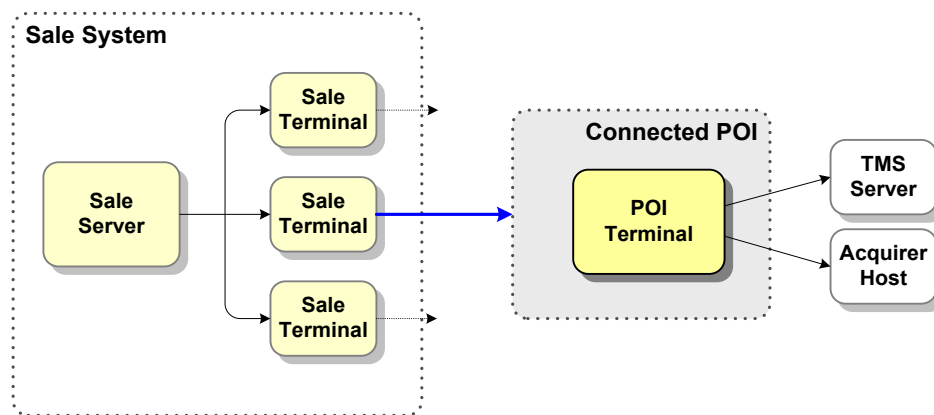 Sale System
Sale
Terminal
Sale
Server
Sale
Terminal
Sale
Terminal
Connected POI
POI
Terminal
TMS
Server
Acquirer
Host